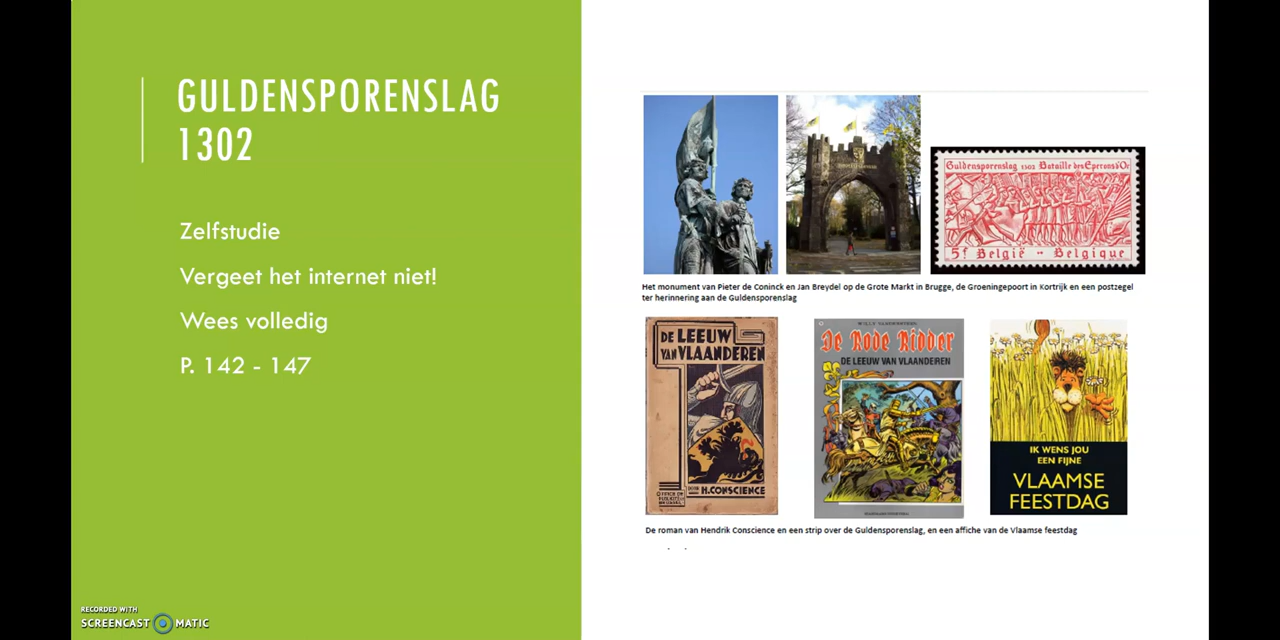 GULDENSPORENSLAG
1302
Zelfstudie
Vergeet het internet niet!
Wees volledig
P. 142 - 147
Guldensporenslag 1302 Bataille des Eperons d'Or
5F België - Belgique
Het monument van Pieter de Coninck en Jan Breydel op de Grote Markt in Brugge, de Groeningepoort in Kortrijk en een postzegel
ter herinnering aan de Guldensporenslag
DE LEEUW
VAN VLAANDEREN
DOOR H. CONSCIENCE
De Rode Ridder
DE LEEUW VAN VLAANDEREN
IK WENS JOU
EEN FIJNE
VLAAMSE
FEESTDAG
De roman van Hendrik Conscience en een strip over de Guldensporenslag, en een affiche van de Vlaamse feestdag
RECORDED WITH
SCREENCAST MATIC